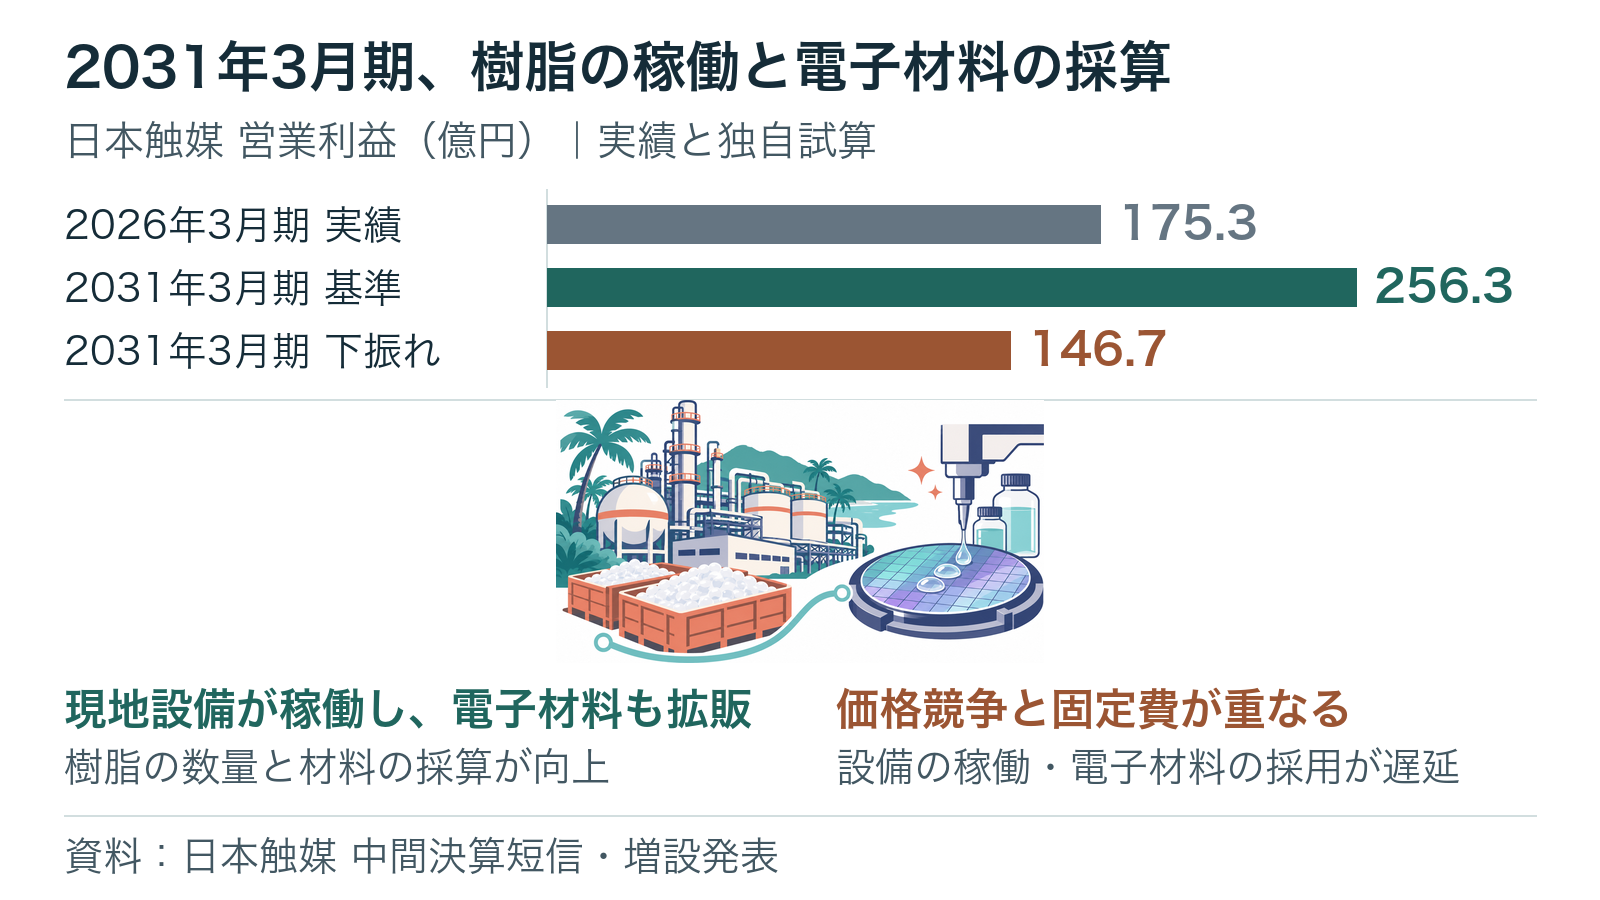 2031年3月期、樹脂の稼働と電子材料の採算
日本触媒 営業利益（億円）｜実績と独自試算
2026年3月期 実績 175.3
2031年3月期 基準 256.3
2031年3月期 下振れ 146.7
現地設備が稼働し、電子材料も拡販
樹脂の数量と材料の採算が向上
価格競争と固定費が重なる
設備の稼働・電子材料の採用が遅延
資料：日本触媒 中間決算短信・増設発表